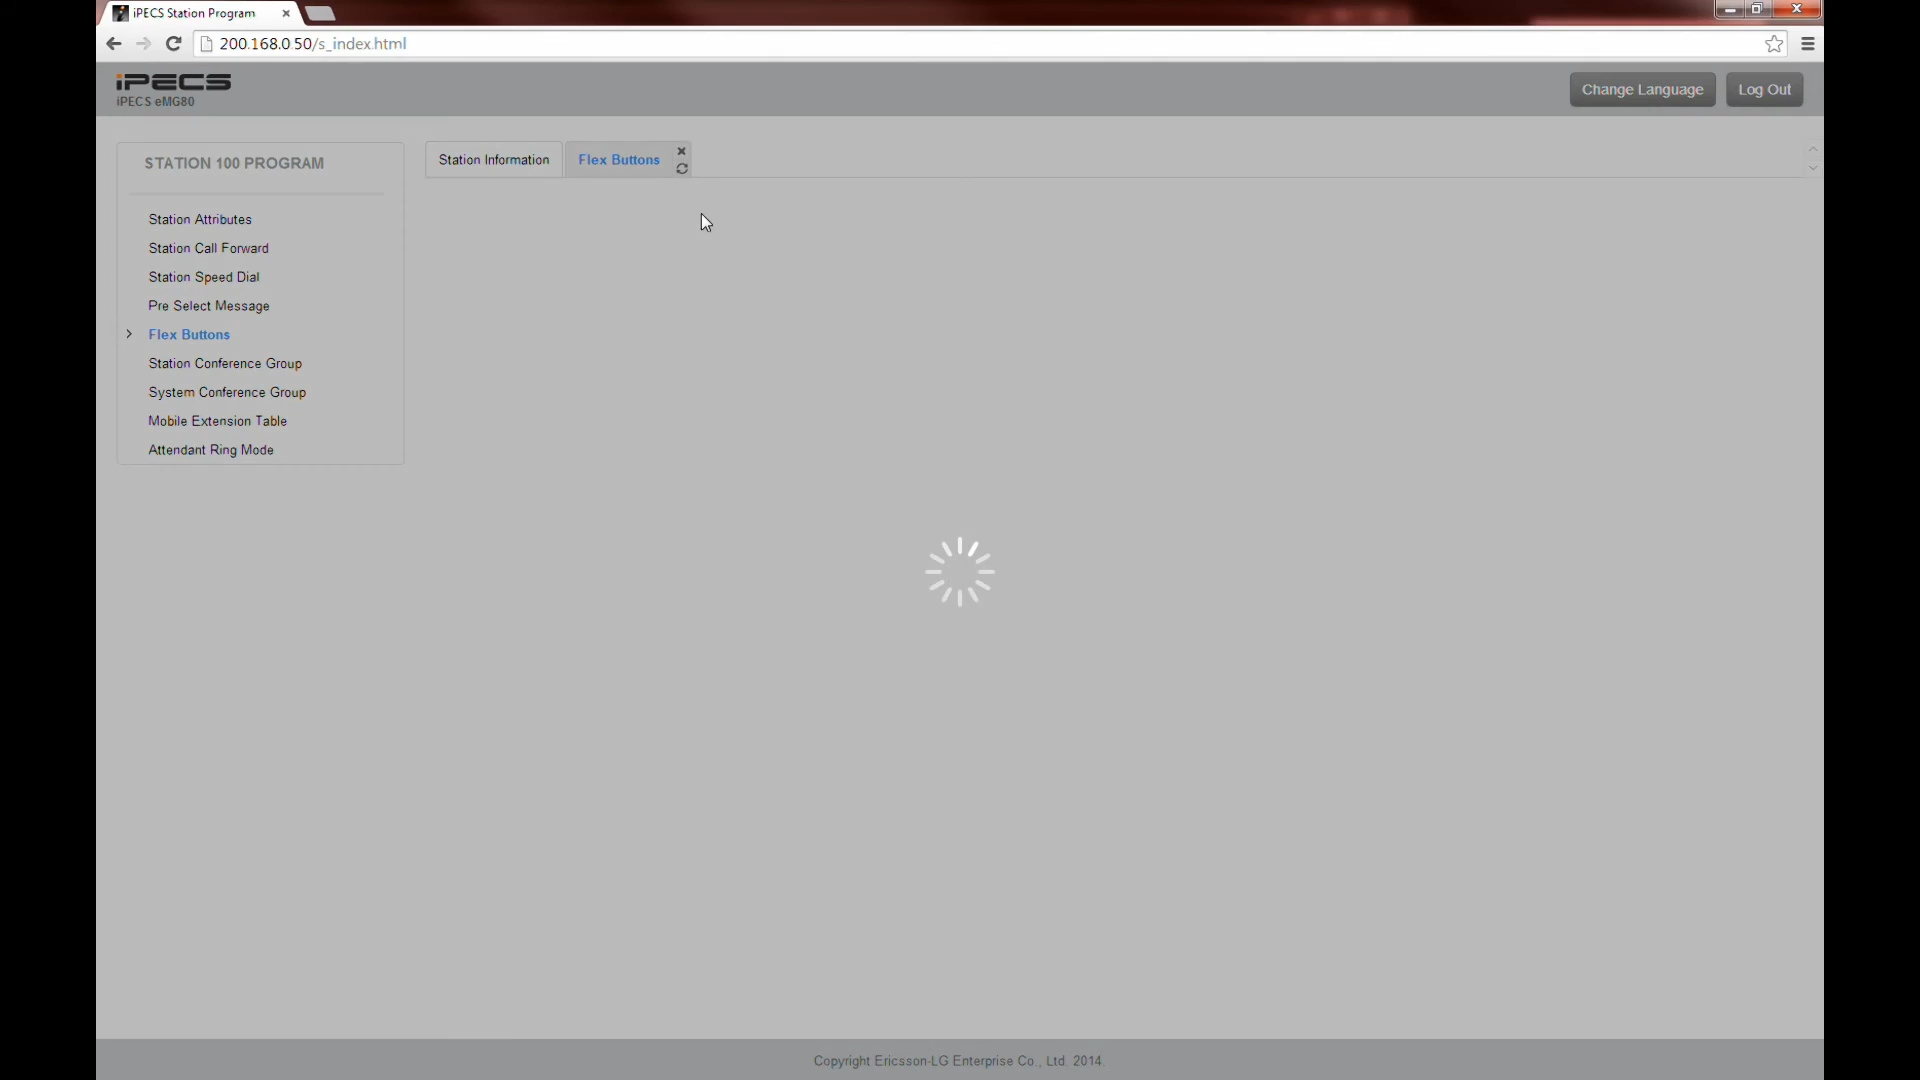 iPECS Station Program
200.168.0.50/s_index.html
iPECS
iPECS eMG80
Change Language
Log Out
STATION 100 PROGRAM
Station Attributes
Station Call Forward
Station Speed Dial
Pre Select Message
Flex Buttons
Station Conference Group
System Conference Group
Mobile Extension Table
Attendant Ring Mode
Station Information
Flex Buttons
Copyright Ericsson-LG Enterprise Co., Ltd. 2014.